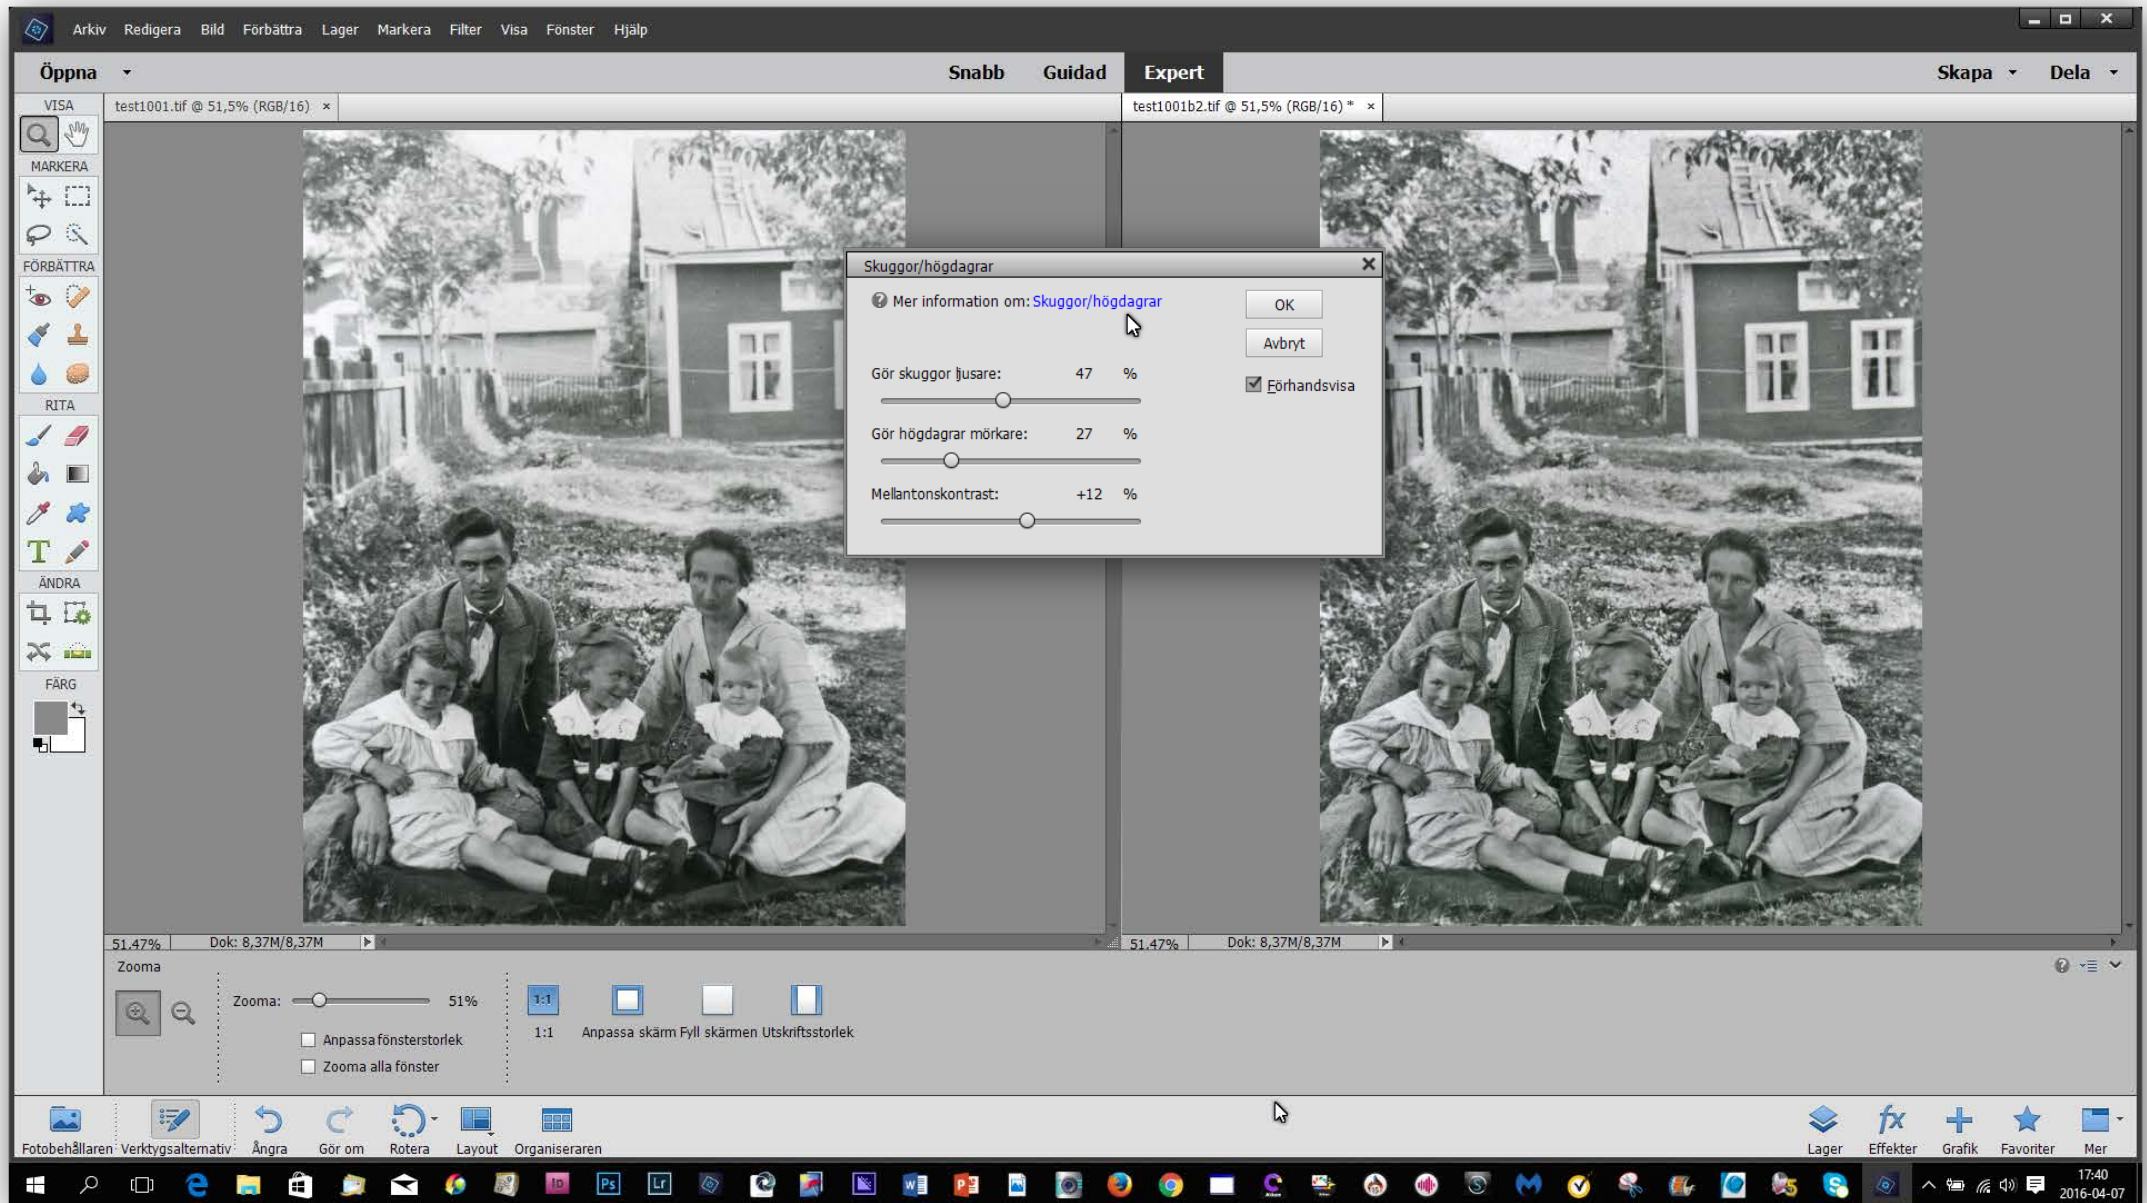 Arkiv Redigera Bild Förbättra Lager Markera Filter Visa Fönster Hjälp
Öppna Snabb Guidad Expert Skapa Dela
VISA
test1001.tif @ 51,5% (RGB/16) × test1001b2.tif @ 51,5% (RGB/16) * ×
MARKERA
FÖRBÄTTRA
RITA
ÄNDRA
FÄRG
Skuggor/högdagrar
Mer information om: Skuggor/högdagrar
OK
Avbryt
Gör skuggor ljusare: 47 %
Förhandsvisa
Gör högdagrar mörkare: 27 %
Mellantonskontrast: +12 %
51,47% Dok: 8,37M/8,37M 51,47% Dok: 8,37M/8,37M
Zooma
Zooma: 51%
1:1
1:1 Anpassa skärm Fyll skärmen Utskriftsstorlek
Anpassa fönsterstorlek
Zooma alla fönster
Fotobehållaren Verktygsalternativ Ångra Gör om Rotera Layout Organiseraren Lager Effekter Grafik Favoriter Mer
17:40
2016-04-07